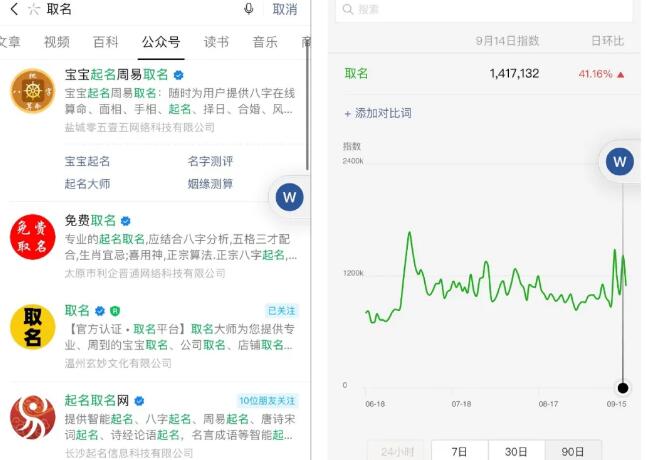 取名
取消
文章 视频 百科 公众号 读书 音乐
宝宝起名周易取名
宝宝起名周易取名：随时为用户提供八字在线
算命、面相、手相、起名、择日、合婚、风...
盐城零五壹五网络科技有限公司
宝宝起名 名字测评
起名大师 姻缘测算
W
免费取名
免费
取名
专业的起名取名,应结合八字分析,五格三才配
合,生肖宜忌;喜用神,正宗算法.正宗八字起名,...
太原市利企普通网络科技有限公司
取名
已关注
取名
【官方认证·取名平台】取名大师为您提供专
业、周到的宝宝取名、公司取名、店铺取名...
温州玄妙文化有限公司
起名取名网
10位朋友关注
提供智能起名、八字起名、周易起名、唐诗宋
词起名、诗经论语起名，名言成语等智能起...
长沙起名信息科技有限公司
搜索
9月14日指数 日环比
取名 1,417,132 41.16%
+ 添加对比词
指数
2400k
W
1200k
0
06-18 07-18 08-17 09-15
24小时 7日 30日 90日